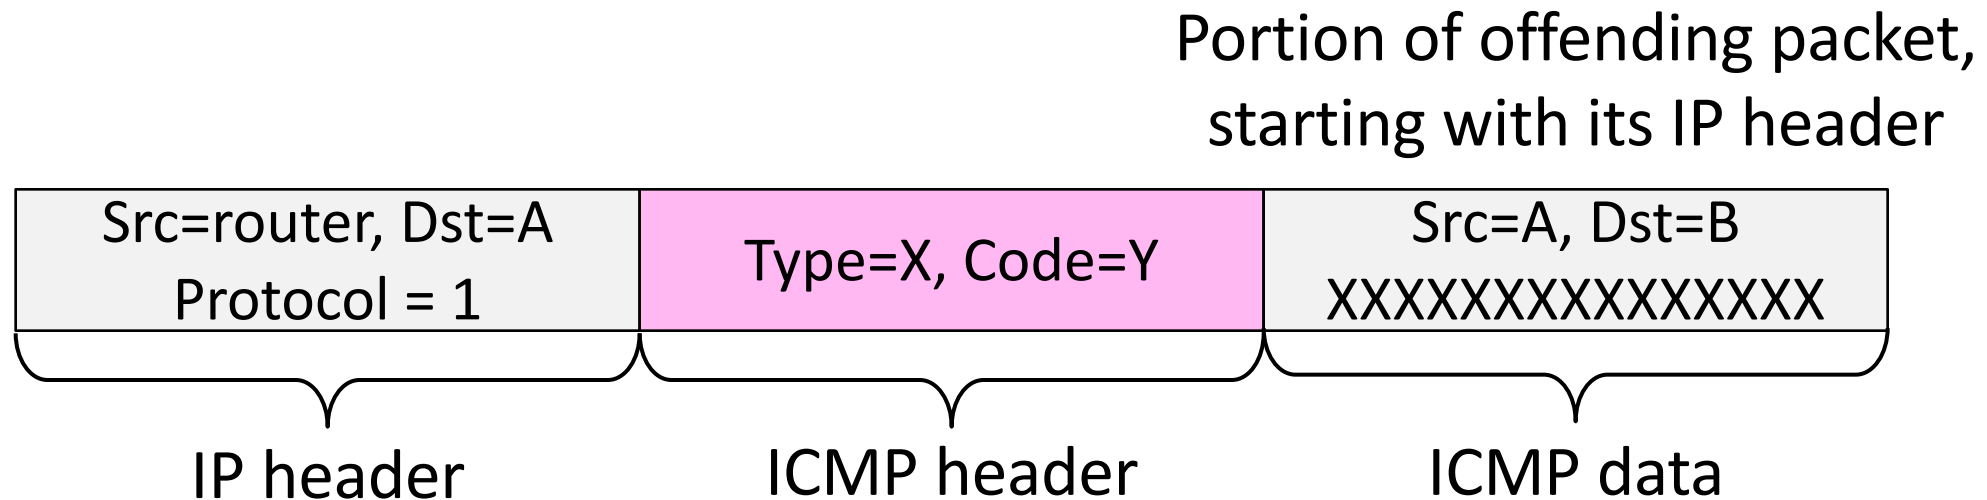 Portion of offending packet,
starting with its IP header
Src=router, Dst=A
Protocol = 1
Type=X, Code=Y
Src=A, Dst=B
XXXXXXXXXXXXXXX
IP header
ICMP header
ICMP data